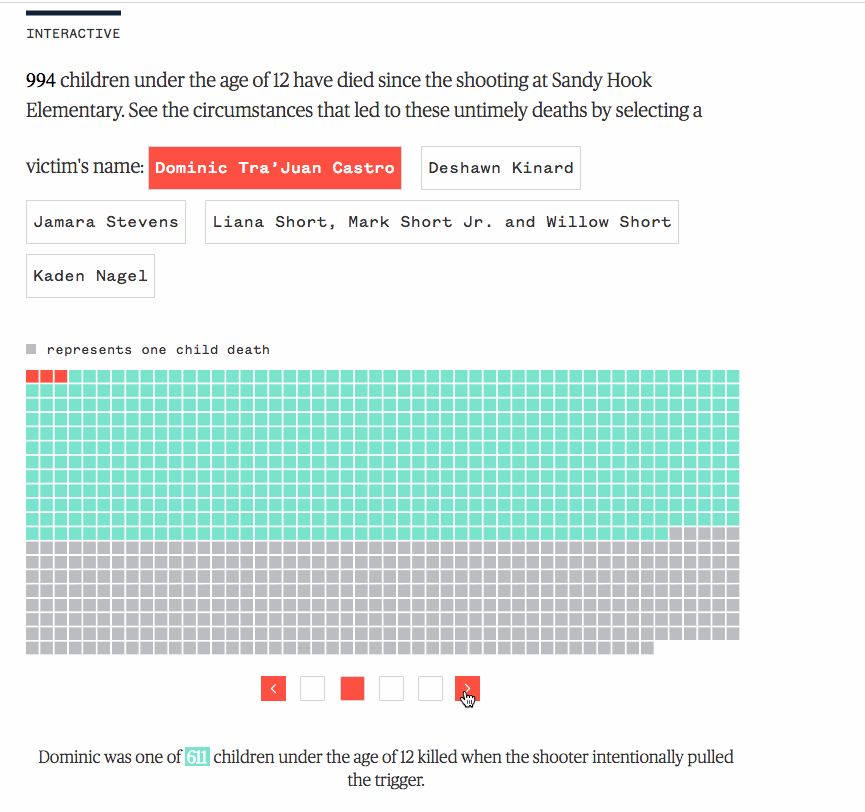 INTERACTIVE
994 children under the age of 12 have died since the shooting at Sandy Hook
Elementary. See the circumstances that led to these untimely deaths by selecting a
victim's name: Dominic Tra’Juan Castro Deshawn Kinard
Jamara Stevens Liana Short, Mark Short Jr. and Willow Short
Kaden Nagel
represents one child death
Dominic was one of 611 children under the age of 12 killed when the shooter intentionally pulled
the trigger.